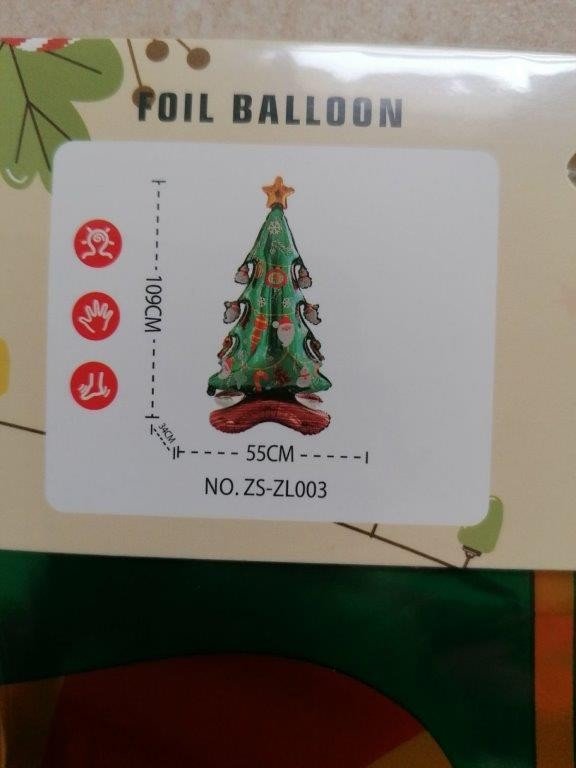 FOIL BALLOON
109CM
34CM
55CM
NO. ZS-ZL003